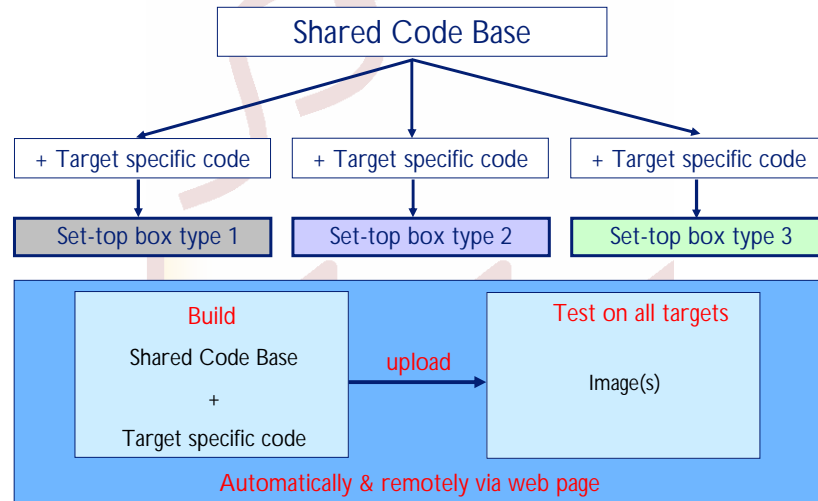 Shared Code Base
+ Target specific code
+ Target specific code
+ Target specific code
Set-top box type 1
Set-top box type 2
Set-top box type 3
Build
Shared Code Base
+
Target specific code
upload
Test on all targets
Image(s)
Automatically & remotely via web page